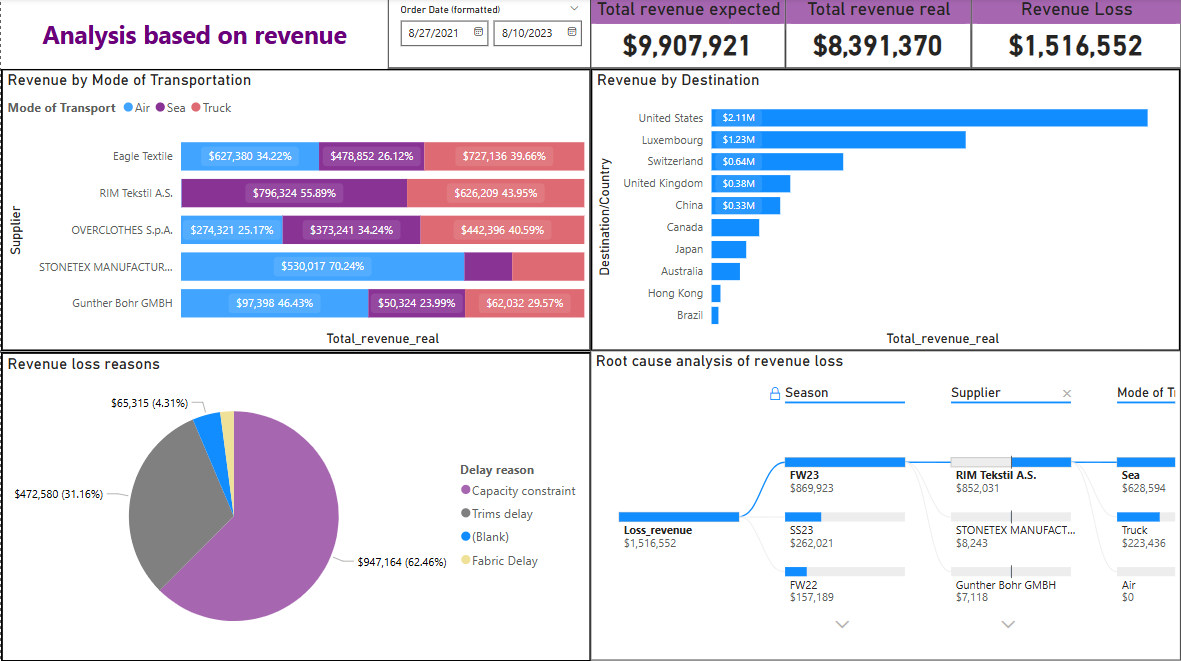 Analysis based on revenue
Order Date (formatted)
8/27/2021 8/10/2023
Total revenue expected
$9,907,921
Total revenue real
$8,391,370
Revenue Loss
$1,516,552
Revenue by Mode of Transportation
Mode of Transport Air Sea Truck
Supplier
Eagle Textile $627,380 34.22% $478,852 26.12% $727,136 39.66%
RIM Tekstil A.S. $796,324 55.89% $626,209 43.95%
OVERCLOTHES S.p.A. $274,321 25.17% $373,241 34.24% $442,396 40.59%
STONETEX MANUFACTUR... $530,017 70.24%
Gunther Bohr GMBH $97,398 46.43% $50,324 23.99% $62,032 29.57%
Total_revenue_real
Revenue by Destination
Destination/Country
United States $2.11M
Luxembourg $1.23M
Switzerland $0.64M
United Kingdom $0.38M
China $0.33M
Canada
Japan
Australia
Hong Kong
Brazil
Total_revenue_real
Revenue loss reasons
$65,315 (4.31%)
$472,580 (31.16%)
$947,164 (62.46%)
Delay reason
Capacity constraint
Trims delay
(Blank)
Fabric Delay
Root cause analysis of revenue loss
Season Supplier Mode of T
Loss_revenue
$1,516,552
FW23
$869,923
SS23
$262,021
FW22
$157,189
RIM Tekstil A.S.
$852,031
STONETEX MANUFACT...
$8,243
Gunther Bohr GMBH
$7,118
Sea
$628,594
Truck
$223,436
Air
$0